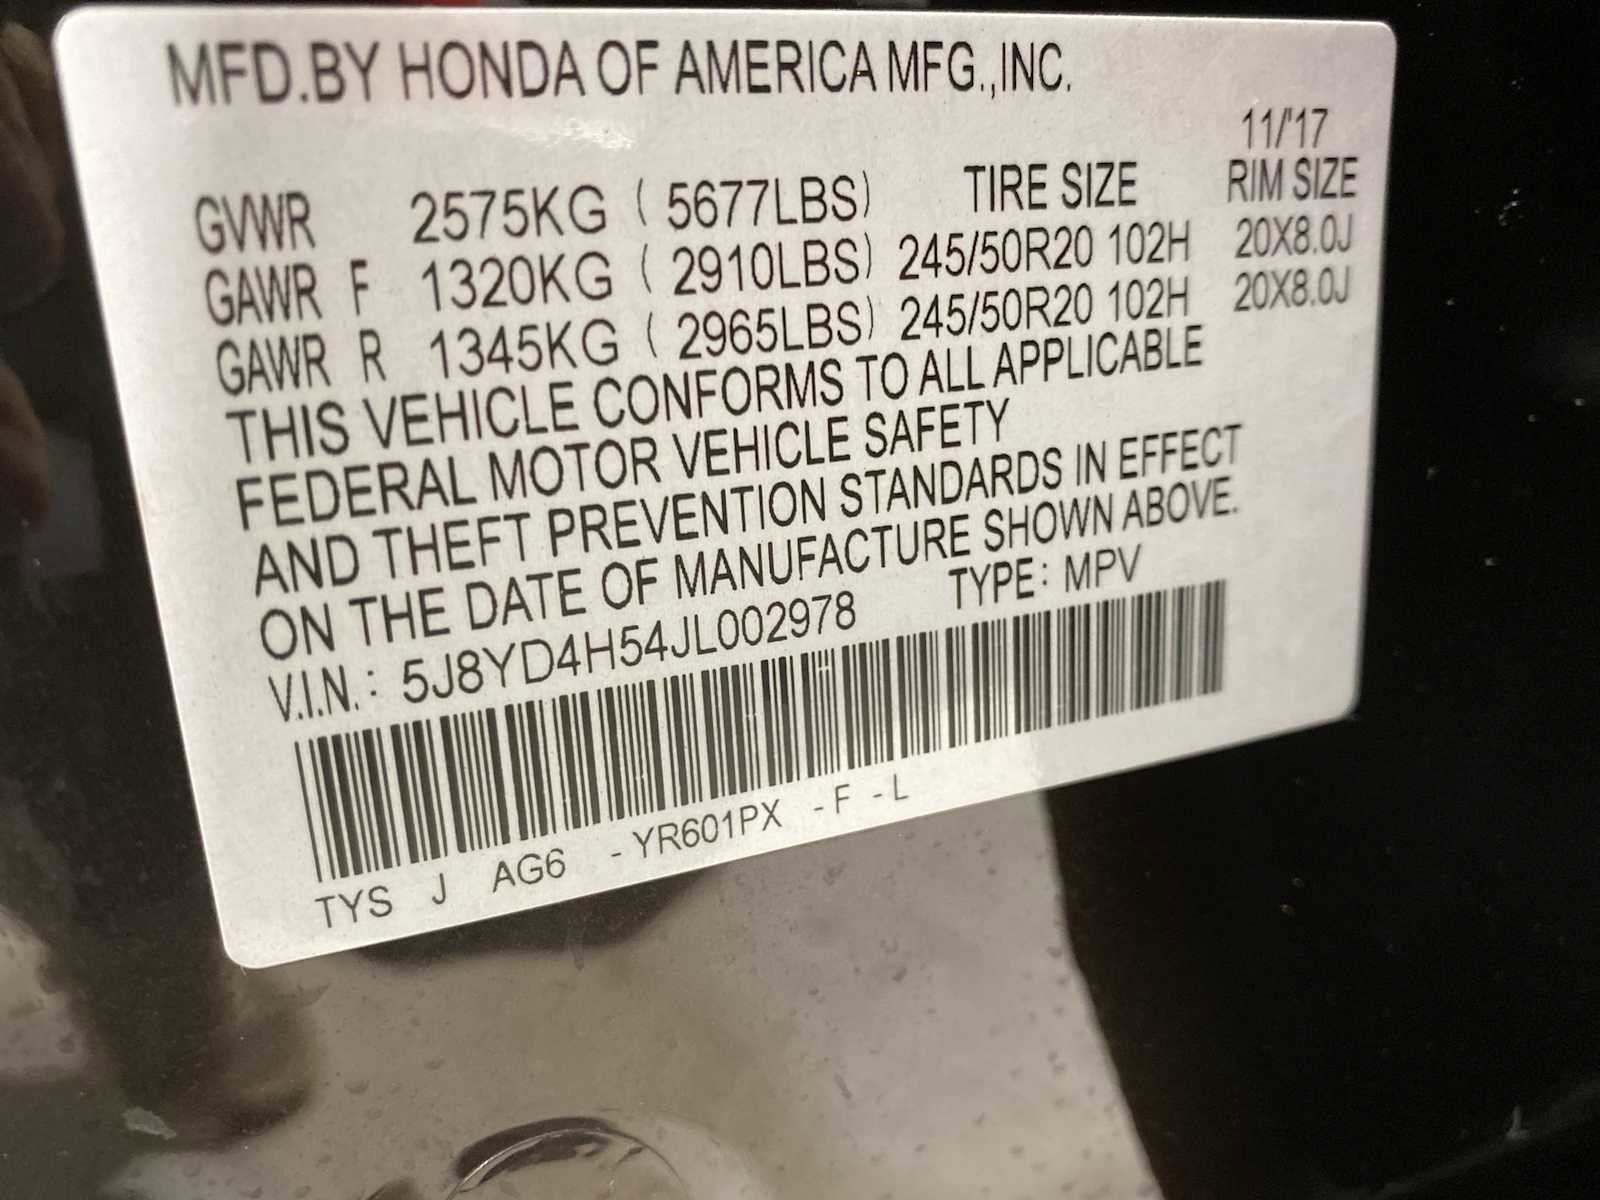 MFD.BY HONDA OF AMERICA MFG.,INC.
11/'17
GVWR 2575KG ( 5677LBS) TIRE SIZE RIM SIZE
GAWR F 1320KG ( 2910LBS) 245/50R20 102H 20X8.0J
GAWR R 1345KG ( 2965LBS) 245/50R20 102H 20X8.0J
THIS VEHICLE CONFORMS TO ALL APPLICABLE
FEDERAL MOTOR VEHICLE SAFETY
AND THEFT PREVENTION STANDARDS IN EFFECT
ON THE DATE OF MANUFACTURE SHOWN ABOVE.
V.I.N.: 5J8YD4H54JL002978 TYPE: MPV
TYS J AG6 -YR601PX -F -L